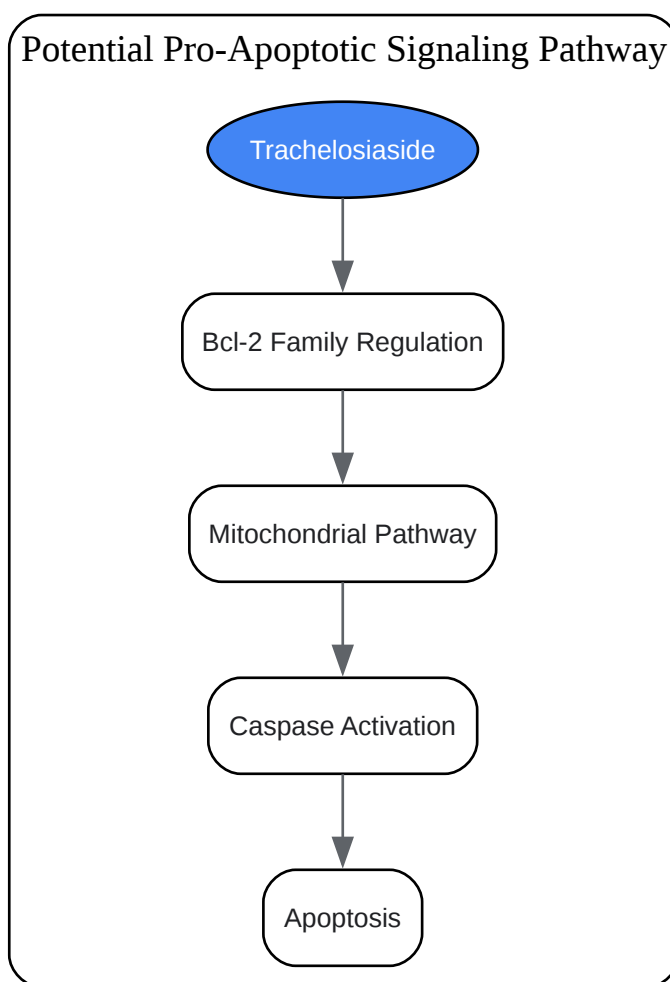 Potential Pro-Apoptotic Signaling Pathway
Trachelosiaside
Bcl-2 Family Regulation
Mitochondrial Pathway
Caspase Activation
Apoptosis